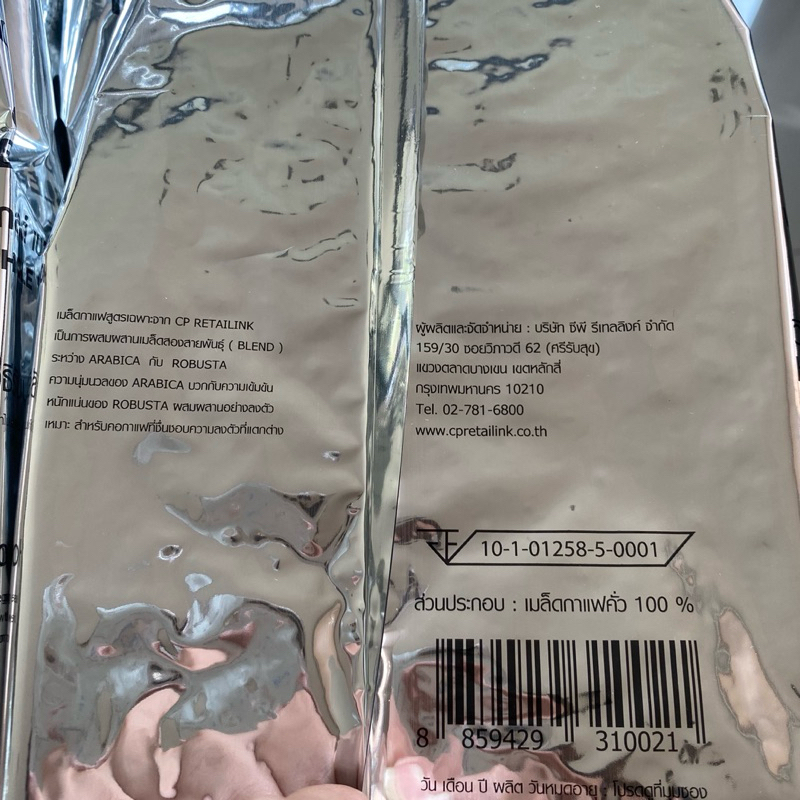 เมล็ดกาแฟสูตรเฉพาะจาก CP RETAILINK
เป็นการผสมผสานเมล็ดสองสายพันธุ์ ( BLEND )
ระหว่าง ARABICA กับ ROBUSTA
ความนุ่มนวลของ ARABICA บวกกับความเข้มข้น
หนักแน่นของ ROBUSTA ผสมผสานอย่างลงตัว
เหมาะ สำหรับคอกาแฟที่ชื่นชอบความลงตัวที่แตกต่าง
ผู้ผลิตและจัดจำหน่าย : บริษัท ซีพี รีเทลลิงค์ จำกัด
159/30 ซอยวิภาวดี 62 (ศรีรับสุข)
แขวงตลาดบางเขน เขตหลักสี่
กรุงเทพมหานคร 10210
Tel. 02-781-6800
www.cpretailink.co.th
10-1-01258-5-0001
ส่วนประกอบ : เมล็ดกาแฟคั่ว 100 %
8 859429 310021
วัน เดือน ปี ผลิต วันหมดอายุ : โปรดดูที่มุมซอง